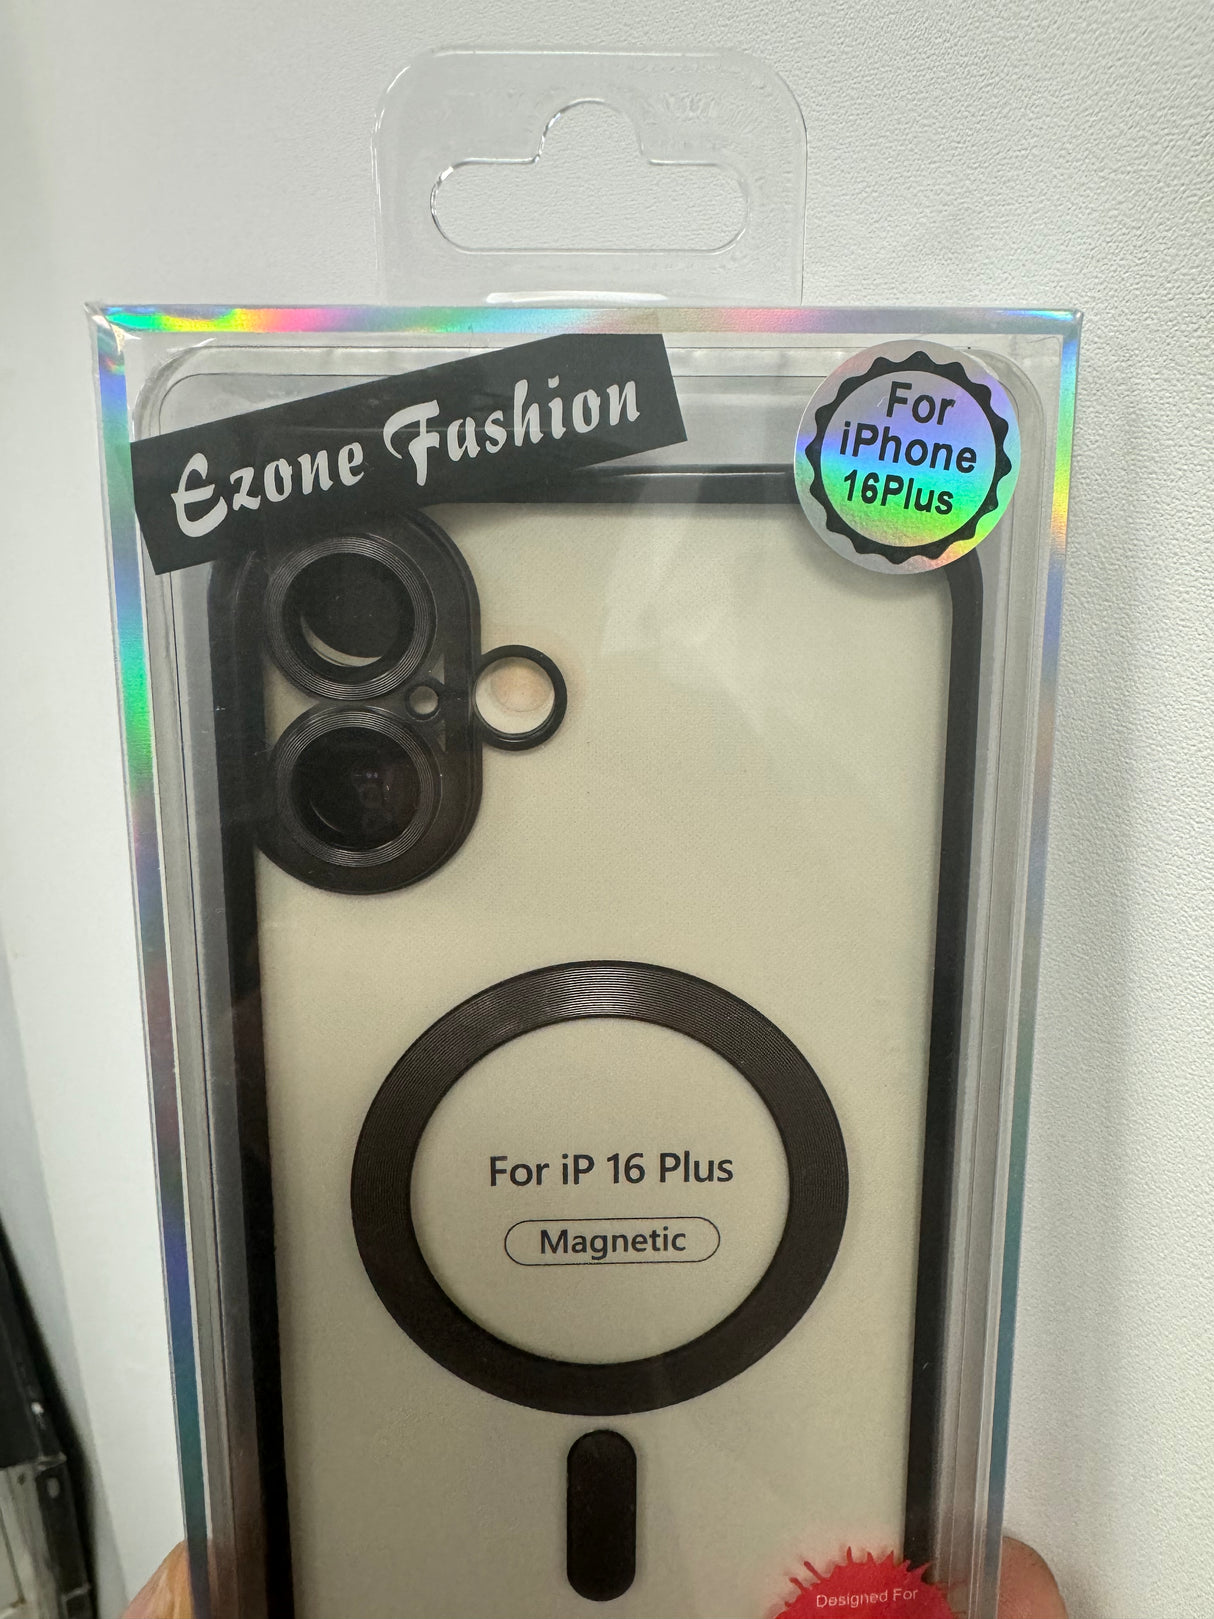 Ezone Fashion
For
iPhone
16Plus
For iP 16 Plus
Magnetic
Designed For